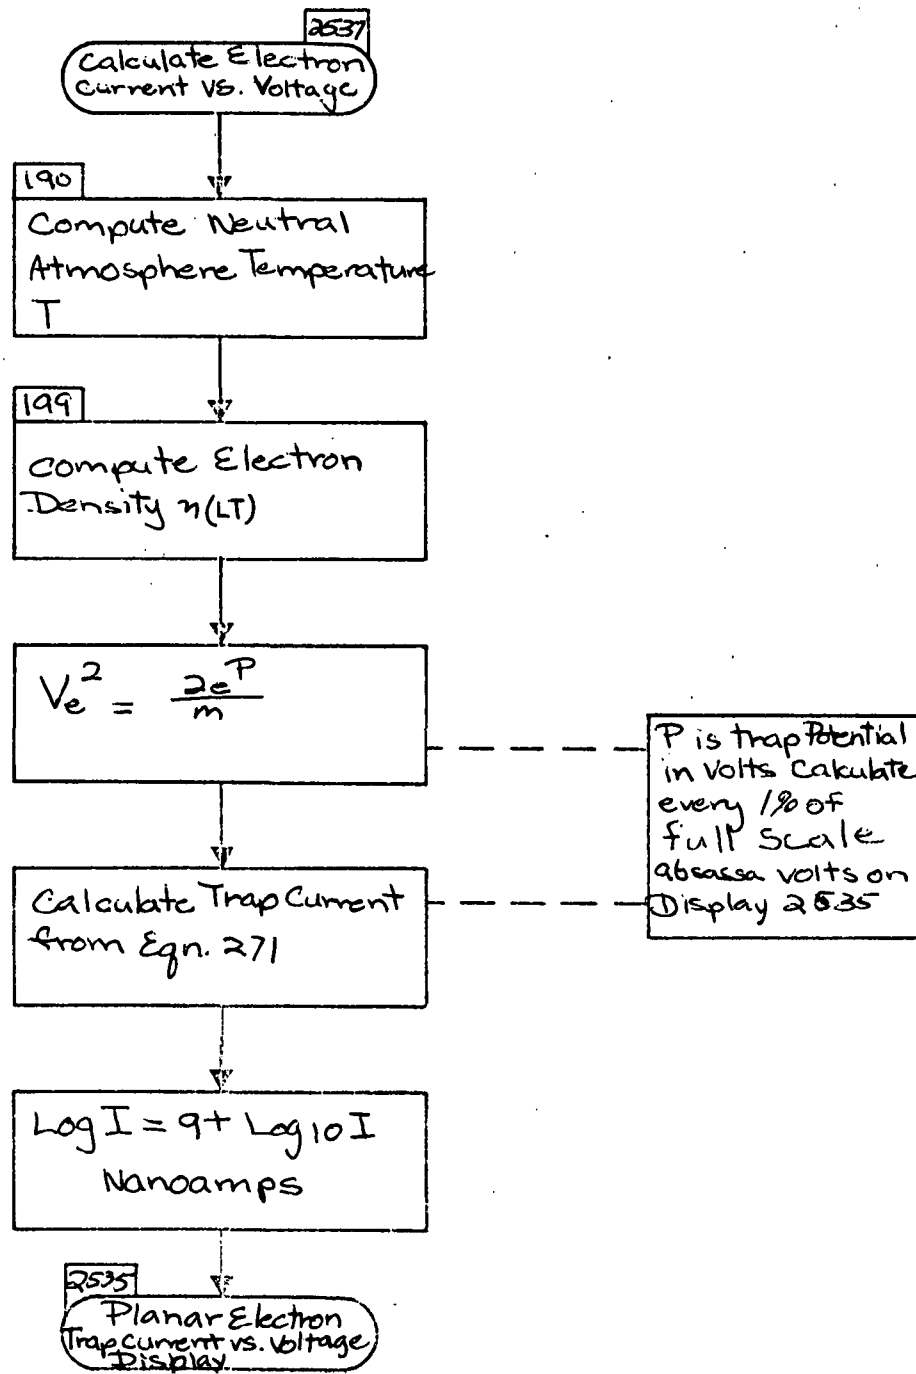 2537
Calculate Electron
Current vs. Voltage
190
Compute Neutral
Atmosphere Temperature
T
199
Compute Electron
Density n(LT)
Ve² = 2eP/m
P is trap Potential
in Volts Calculate
every 1% of
full scale
absassa volts on
Display 2535
Calculate Trap Current
from Eqn. 271
Log I = 9+ Log10 I
Nanoamps
2535
Planar Electron
Trap Current vs. Voltage
Display